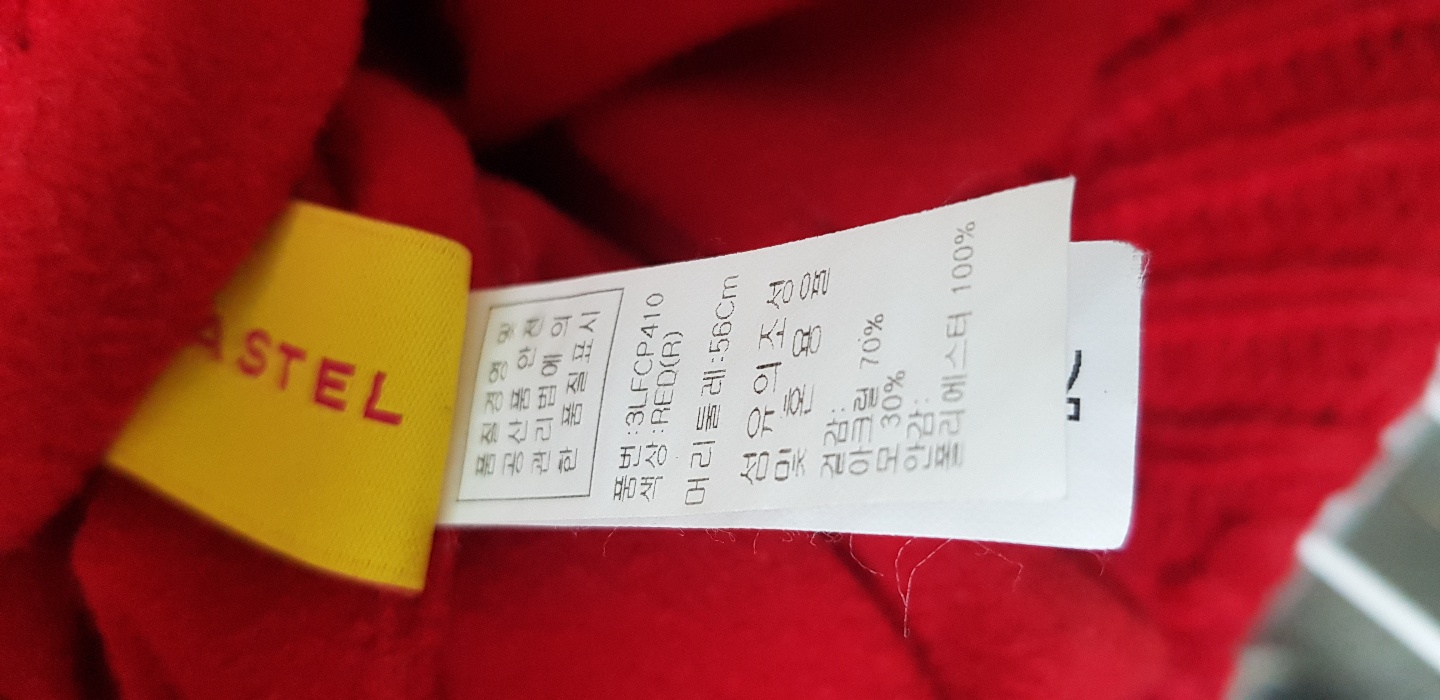 ASTEL
품질경영 및
공산품 안전
관리법에 의
한 품질표시
품번:3LFCP410
색상:RED(R)
머리둘레:56Cm
섬유의조성
및 혼용율
겉감:
아크릴 70%
모 30%
안감:
폴리에스터 100%